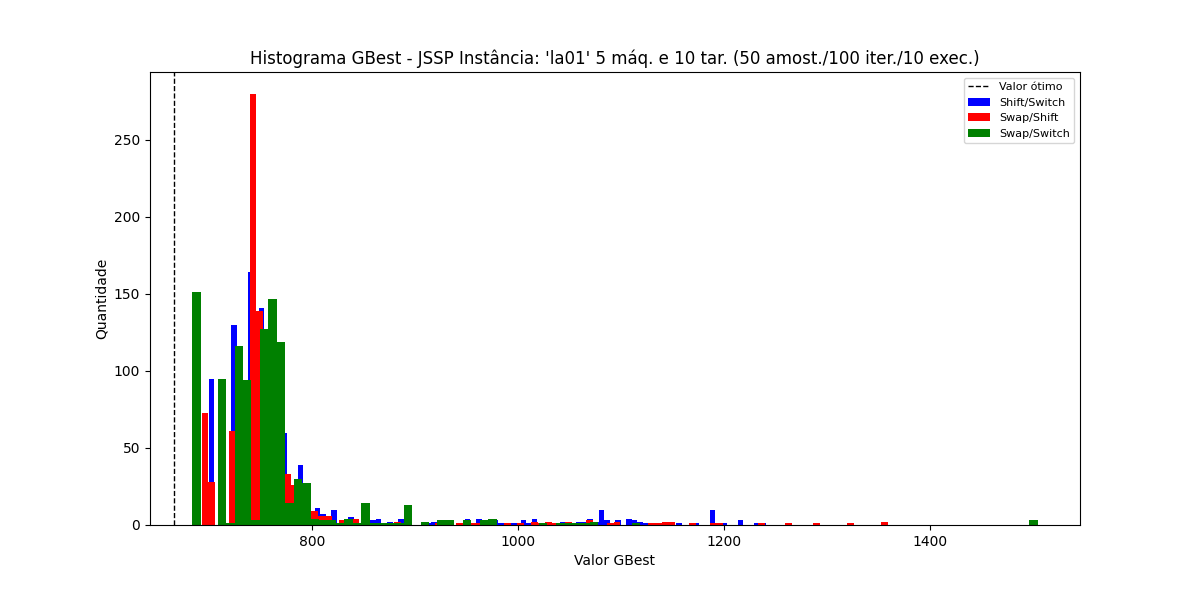 Histograma GBest - JSSP Instância: 'la01' 5 máq. e 10 tar. (50 amost./100 iter./10 exec.)
Valor ótimo
Shift/Switch
Swap/Shift
Swap/Switch
Quantidade
250
200
150
100
50
0
800
1000
1200
1400
Valor GBest